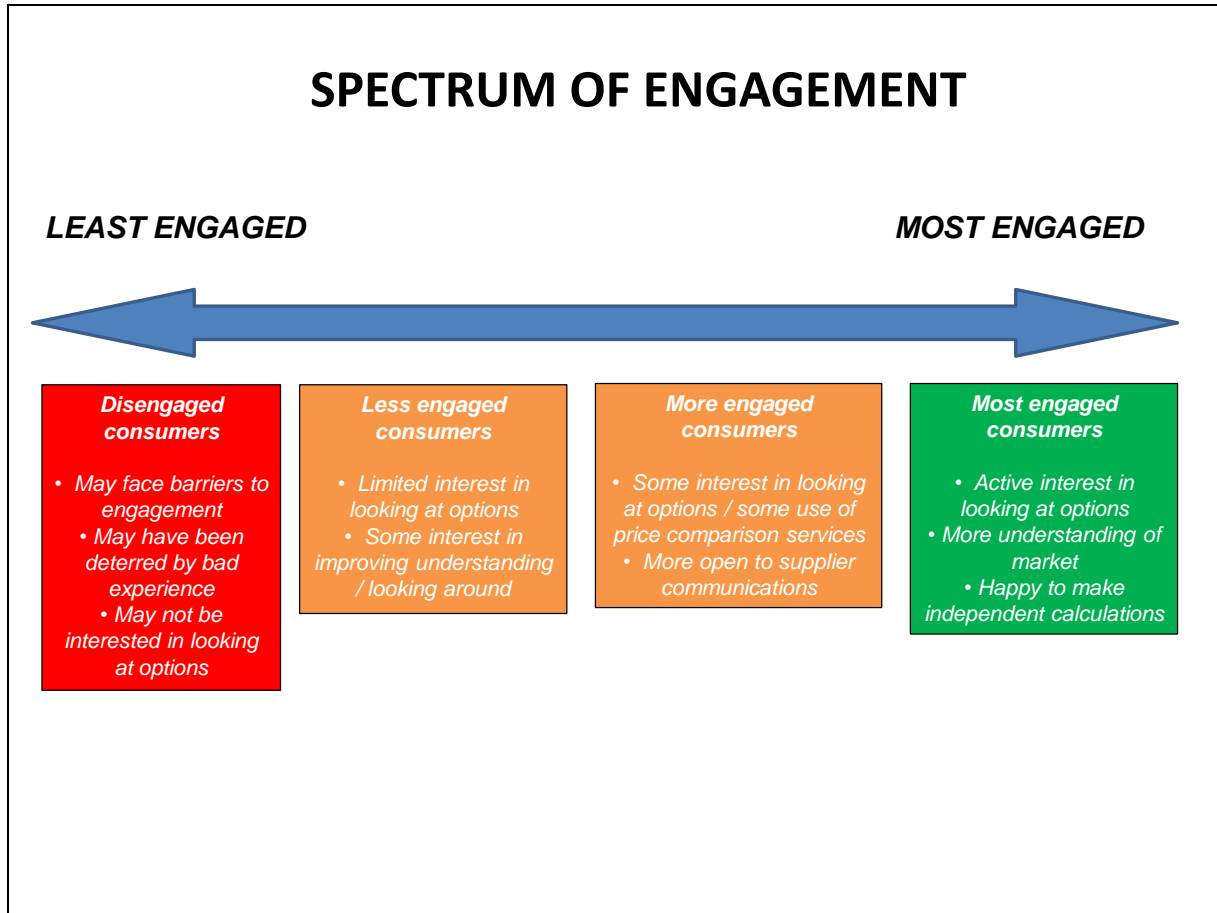 SPECTRUM OF ENGAGEMENT
LEAST ENGAGED
MOST ENGAGED
Disengaged
consumers
• May face barriers to
engagement
• May have been
deterred by bad
experience
• May not be
interested in looking
at options
Less engaged
consumers
• Limited interest in
looking at options
• Some interest in
improving understanding
/ looking around
More engaged
consumers
• Some interest in looking
at options / some use of
price comparison services
• More open to supplier
communications
Most engaged
consumers
• Active interest in
looking at options
• More understanding of
market
• Happy to make
independent calculations